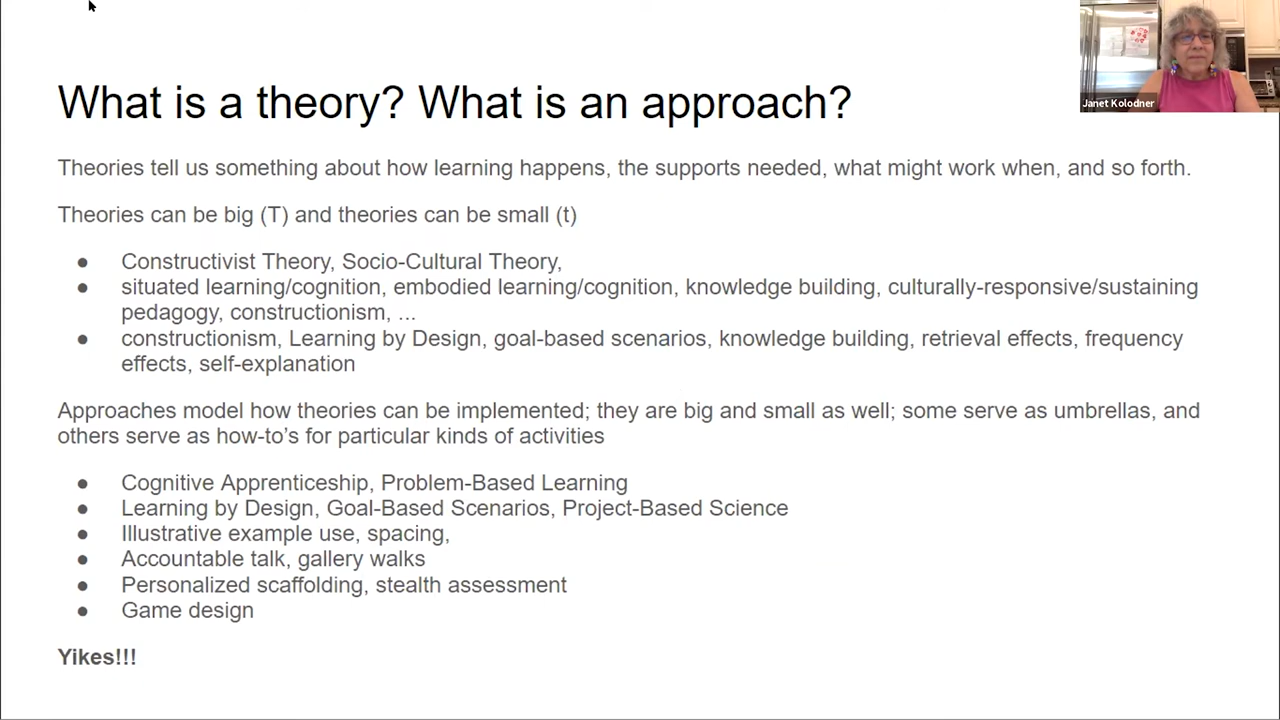 What is a theory? What is an approach?
Janet Kolodner
Theories tell us something about how learning happens, the supports needed, what might work when, and so forth.
Theories can be big (T) and theories can be small (t)
● Constructivist Theory, Socio-Cultural Theory,
● situated learning/cognition, embodied learning/cognition, knowledge building, culturally-responsive/sustaining
pedagogy, constructionism, ...
● constructionism, Learning by Design, goal-based scenarios, knowledge building, retrieval effects, frequency
effects, self-explanation
Approaches model how theories can be implemented; they are big and small as well; some serve as umbrellas, and
others serve as how-to’s for particular kinds of activities
● Cognitive Apprenticeship, Problem-Based Learning
● Learning by Design, Goal-Based Scenarios, Project-Based Science
● Illustrative example use, spacing,
● Accountable talk, gallery walks
● Personalized scaffolding, stealth assessment
● Game design
Yikes!!!